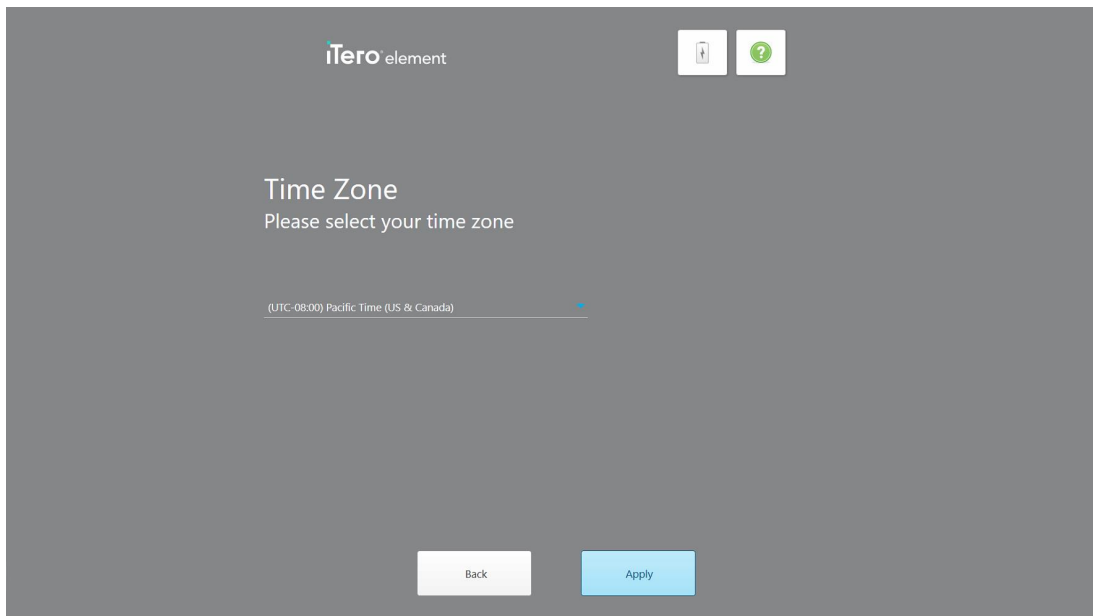 iTero element
?
Time Zone
Please select your time zone
(UTC-08:00) Pacific Time (US & Canada)
Back
Apply